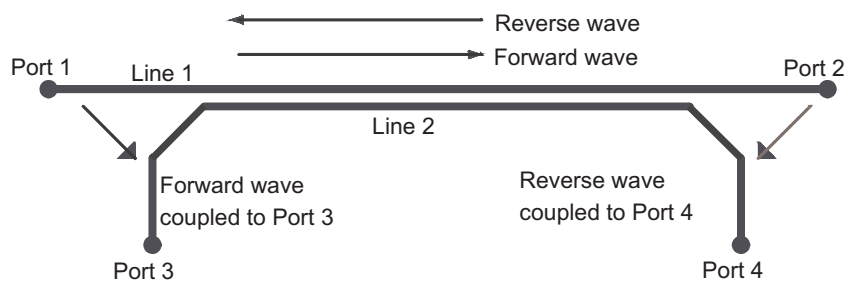 Reverse wave
Forward wave
Port 1
Line 1
Port 2
Line 2
Forward wave
coupled to Port 3
Reverse wave
coupled to Port 4
Port 3
Port 4